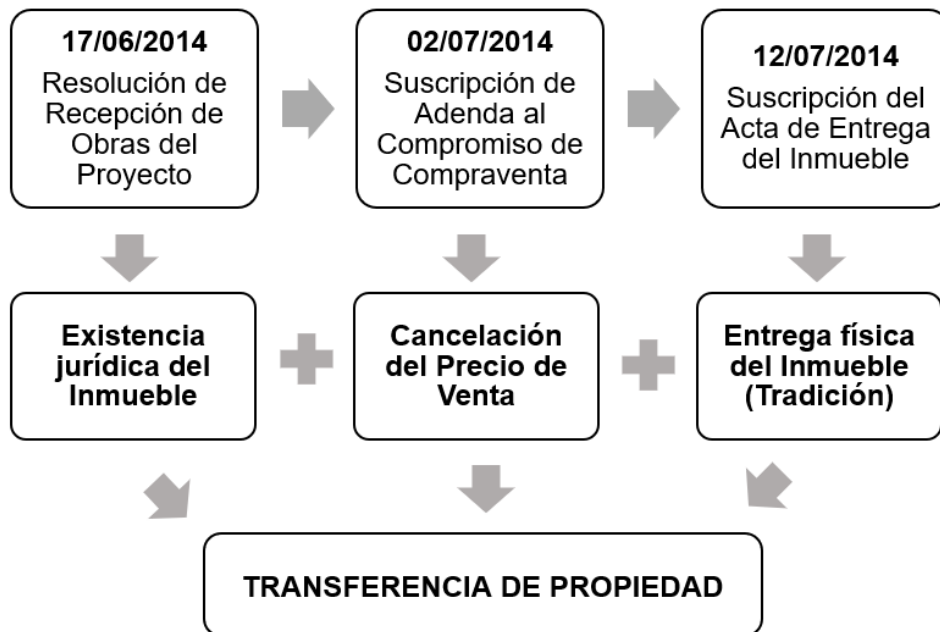 17/06/2014
Resolución de
Recepción de
Obras del
Proyecto
02/07/2014
Suscripción de
Adenda al
Compromiso de
Compraventa
12/07/2014
Suscripción del
Acta de Entrega
del Inmueble
Existencia
jurídica del
Inmueble
Cancelación
del Precio de
Venta
Entrega física
del Inmueble
(Tradición)
TRANSFERENCIA DE PROPIEDAD